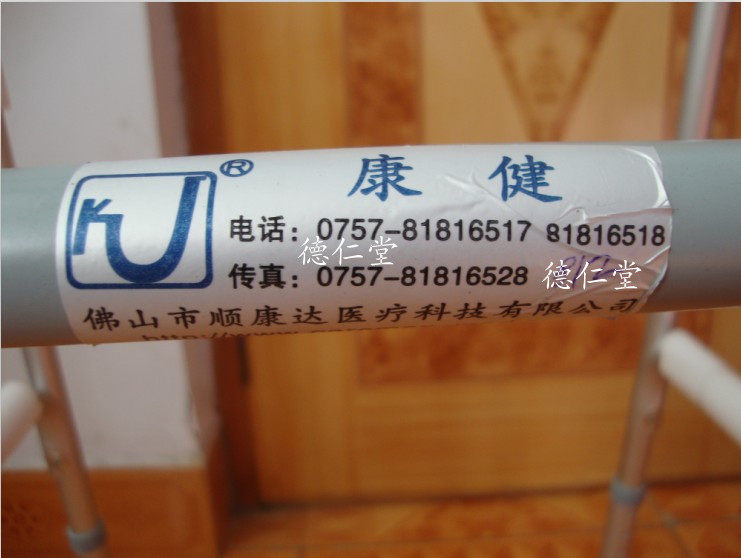 KJ ® 康健
电话：0757-81816517 81816518
德仁堂
传真：0757-81816528
德仁堂
佛山市顺康达医疗科技有限公司